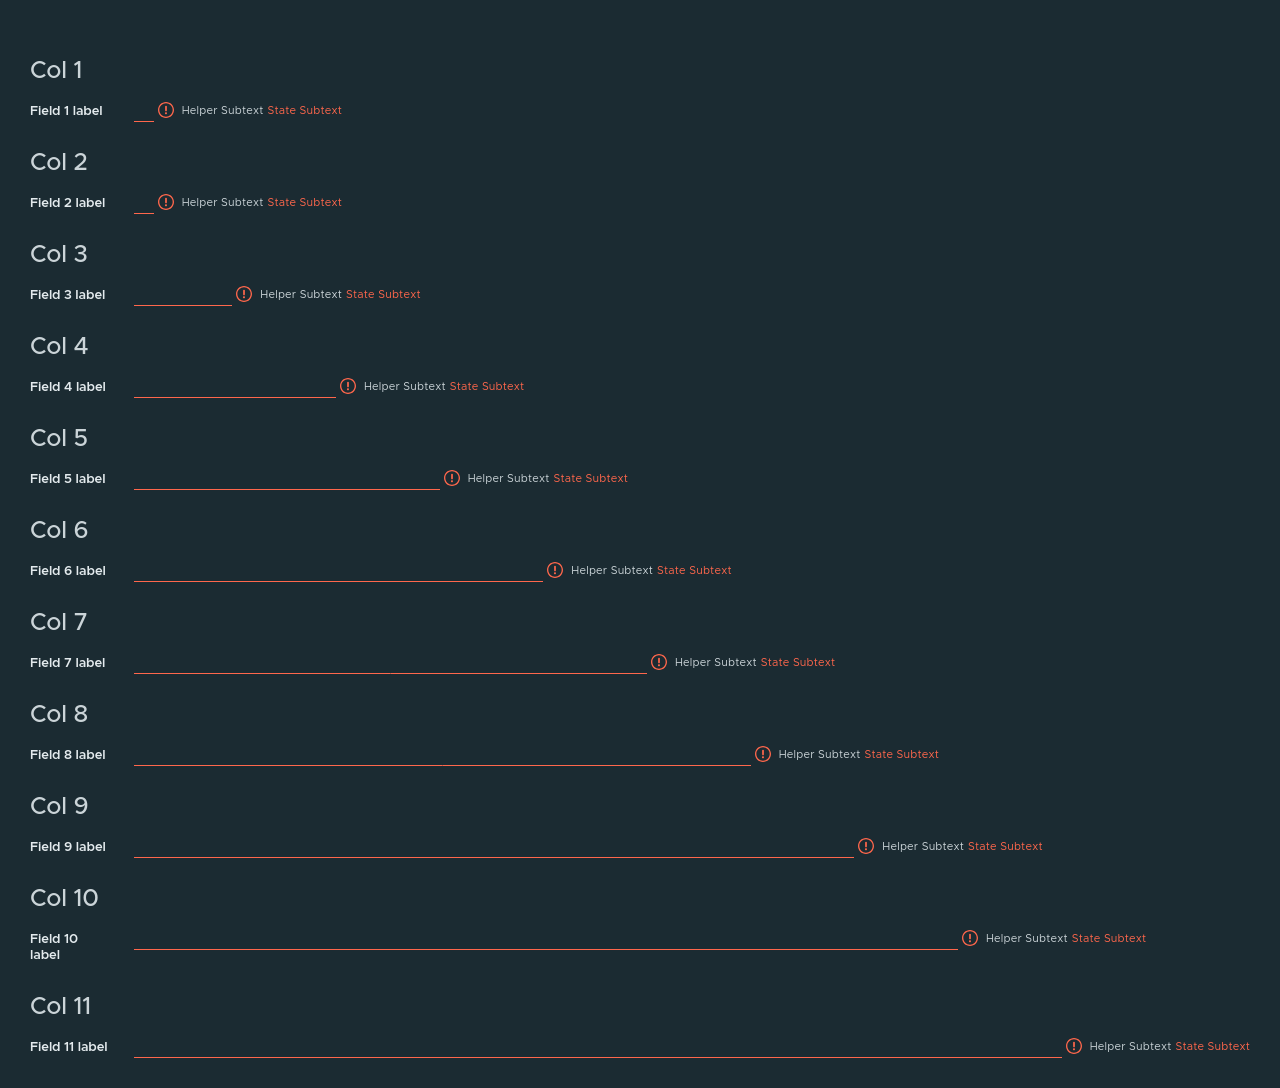 Col 1
Field 1 label Helper Subtext State Subtext
Col 2
Field 2 label Helper Subtext State Subtext
Col 3
Field 3 label Helper Subtext State Subtext
Col 4
Field 4 label Helper Subtext State Subtext
Col 5
Field 5 label Helper Subtext State Subtext
Col 6
Field 6 label Helper Subtext State Subtext
Col 7
Field 7 label Helper Subtext State Subtext
Col 8
Field 8 label Helper Subtext State Subtext
Col 9
Field 9 label Helper Subtext State Subtext
Col 10
Field 10 Helper Subtext State Subtext
label
Col 11
Field 11 label Helper Subtext State Subtext